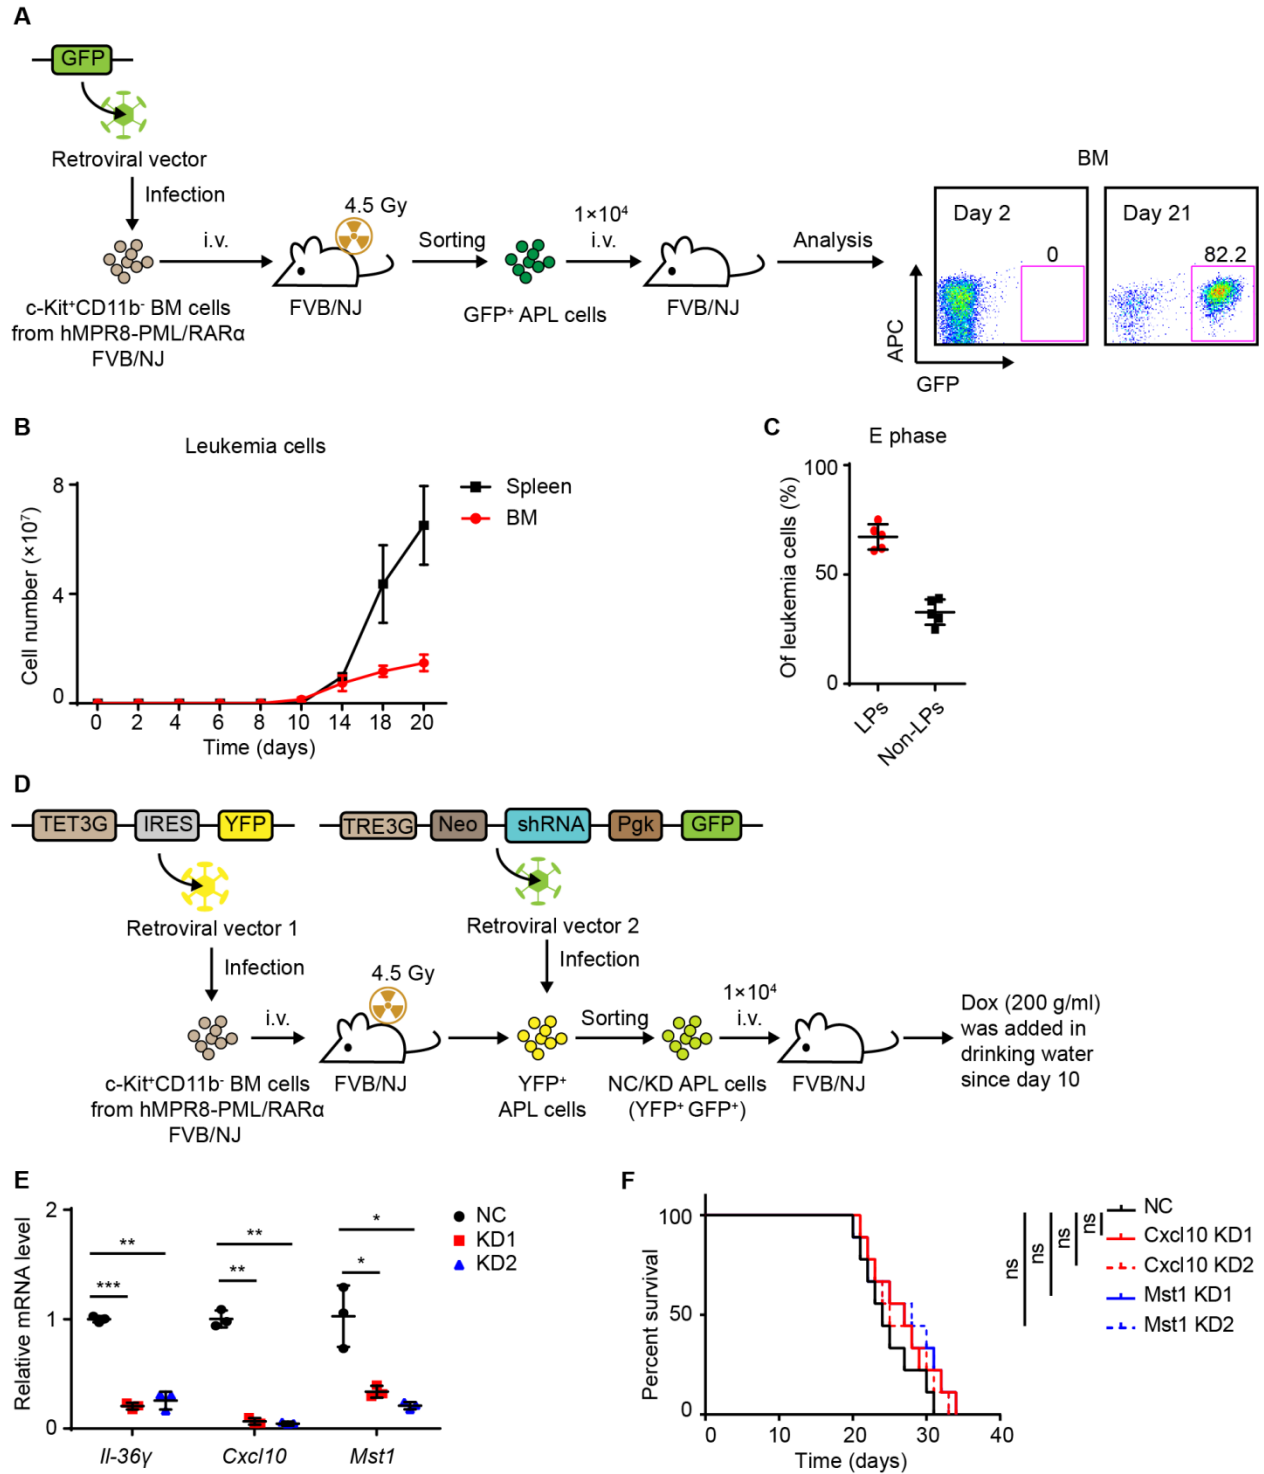 A
GFP
Retroviral vector
Infection
i.v.
4.5 Gy
Sorting
1×10⁴
i.v.
Analysis
c-Kit⁺CD11b⁻ BM cells
from hMPR8-PML/RARα
FVB/NJ
FVB/NJ
GFP⁺ APL cells
FVB/NJ
BM
Day 2
0
Day 21
82.2
APC
GFP
B
Leukemia cells
Cell number (×10⁷)
8
4
0
0 2 4 6 8 10 14 18 20
Time (days)
Spleen
BM
C
E phase
Of leukemia cells (%)
100
50
0
LPs
Non-LPs
D
TET3G IRES YFP
TRE3G Neo shRNA Pgk GFP
Retroviral vector 1
Retroviral vector 2
Infection
Infection
i.v.
4.5 Gy
Sorting
1×10⁴
i.v.
c-Kit⁺CD11b⁻ BM cells
from hMPR8-PML/RARα
FVB/NJ
FVB/NJ
YFP⁺
APL cells
NC/KD APL cells
(YFP⁺ GFP⁺)
FVB/NJ
Dox (200 g/ml)
was added in
drinking water
since day 10
E
Relative mRNA level
2
1
0
***
**
**
**
*
*
Il-36γ
Cxcl10
Mst1
NC
KD1
KD2
F
Percent survival
100
50
0
0 10 20 30 40
Time (days)
ns
ns
ns
ns
NC
Cxcl10 KD1
Cxcl10 KD2
Mst1 KD1
Mst1 KD2